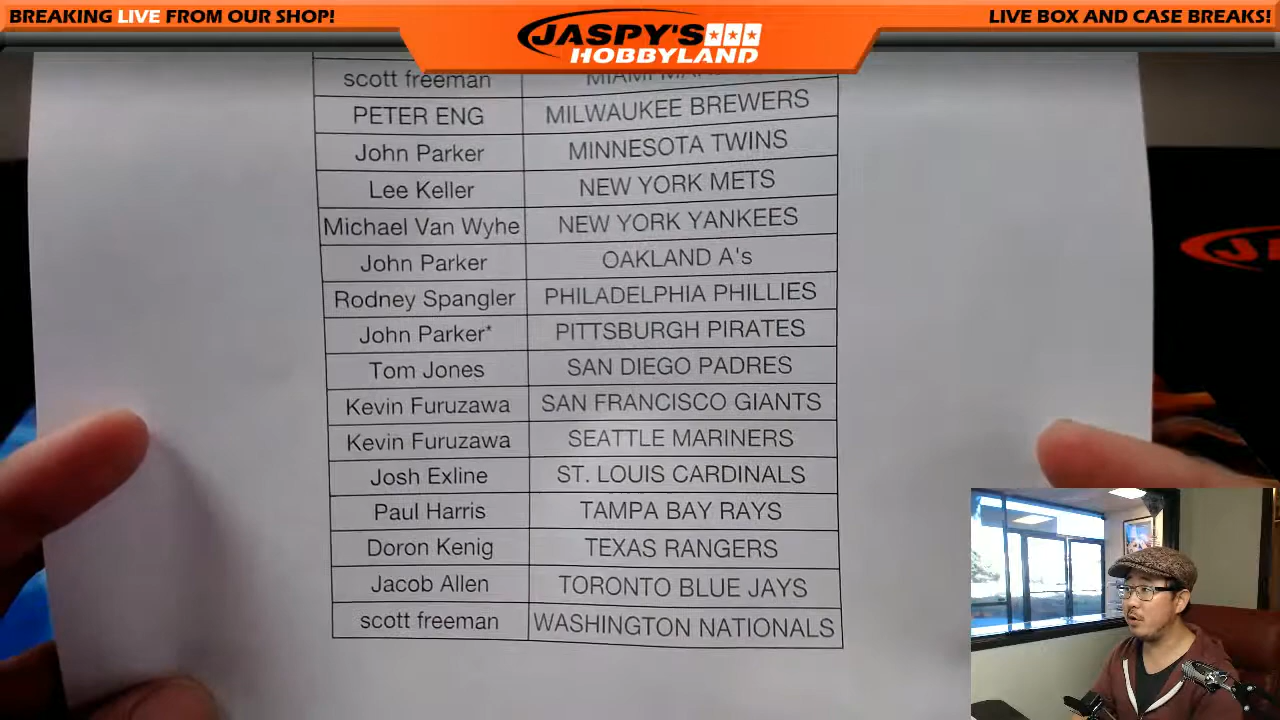 BREAKING LIVE FROM OUR SHOP!
JASPY'S
HOBBYLAND
LIVE BOX AND CASE BREAKS!
scott freeman MIAMI
PETER ENG MILWAUKEE BREWERS
John Parker MINNESOTA TWINS
Lee Keller NEW YORK METS
Michael Van Wyhe NEW YORK YANKEES
John Parker OAKLAND A's
Rodney Spangler PHILADELPHIA PHILLIES
John Parker* PITTSBURGH PIRATES
Tom Jones SAN DIEGO PADRES
Kevin Furuzawa SAN FRANCISCO GIANTS
Kevin Furuzawa SEATTLE MARINERS
Josh Exline ST. LOUIS CARDINALS
Paul Harris TAMPA BAY RAYS
Doron Kenig TEXAS RANGERS
Jacob Allen TORONTO BLUE JAYS
scott freeman WASHINGTON NATIONALS